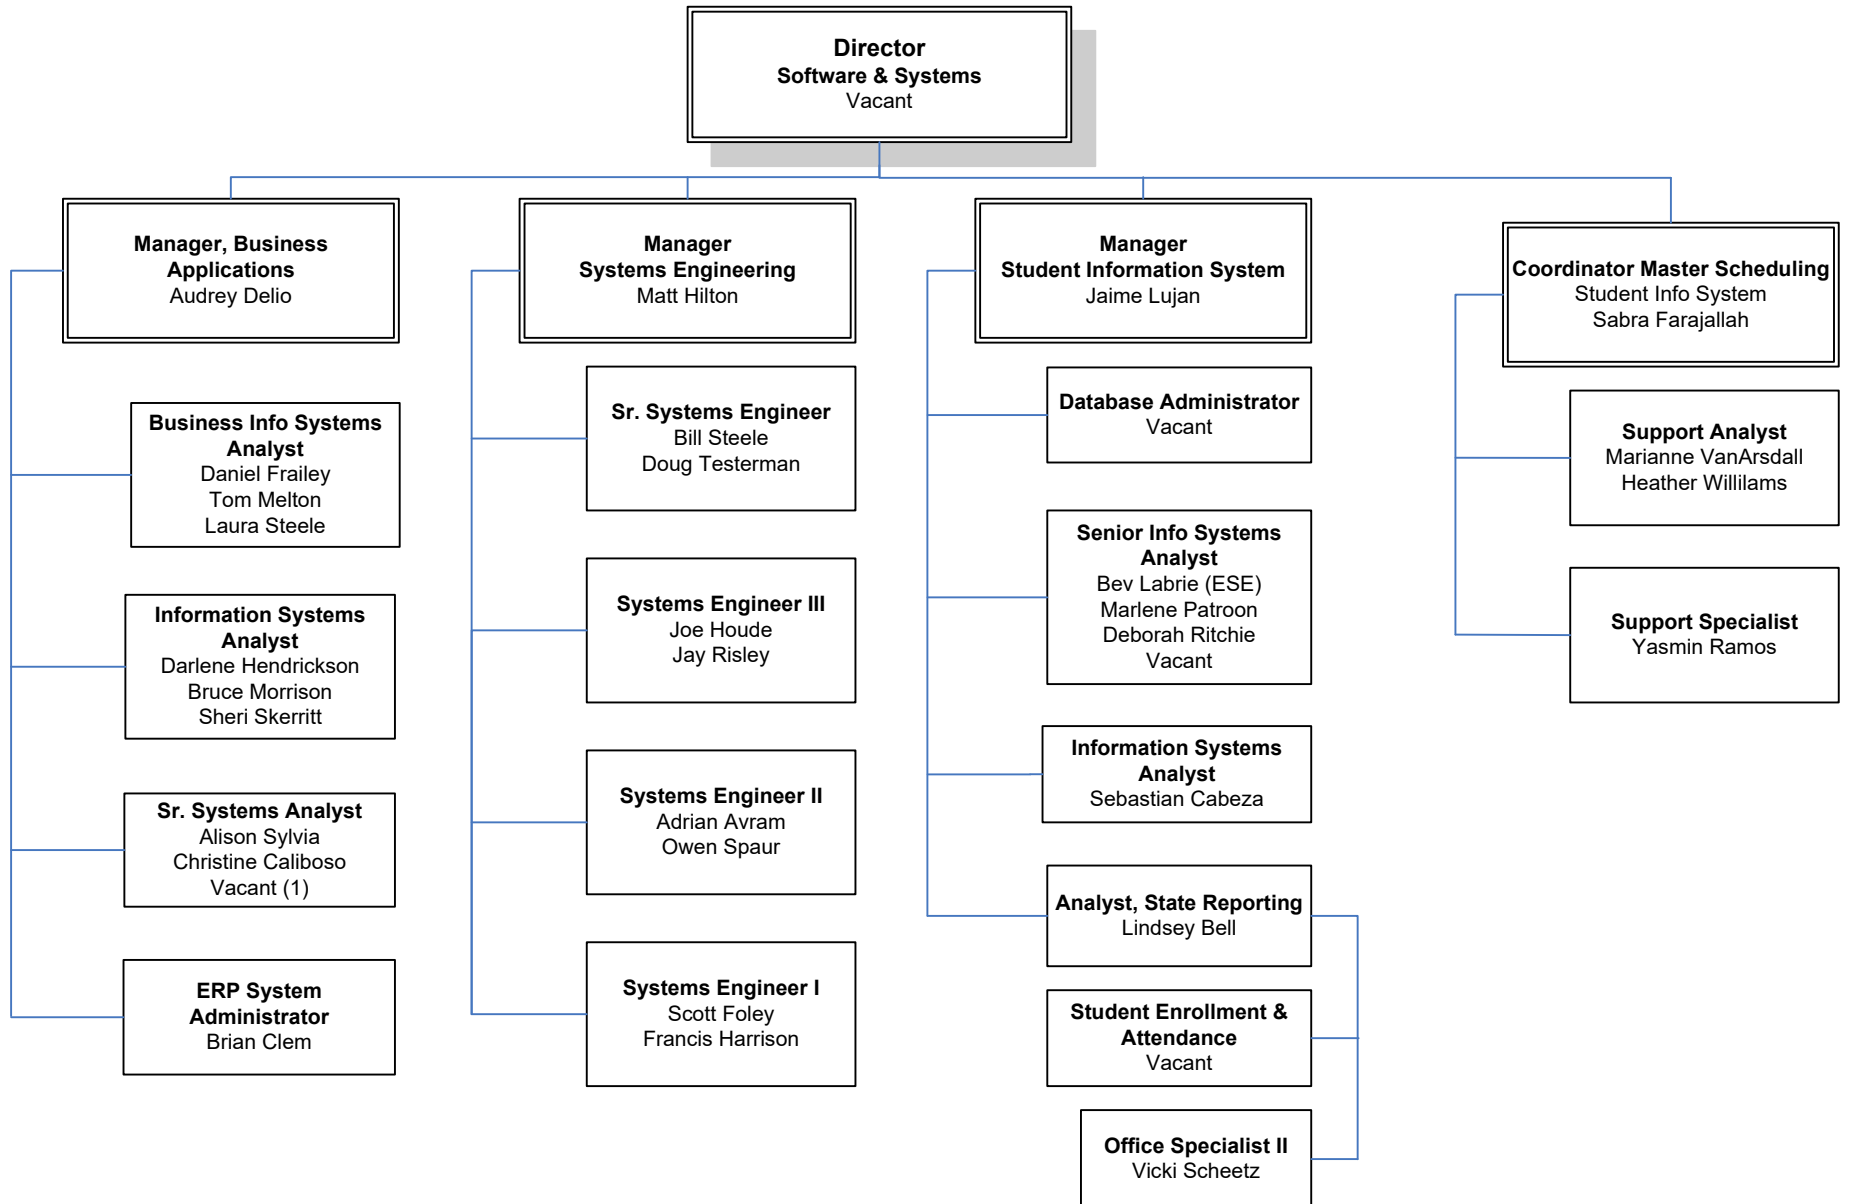 Director
Software & Systems
Vacant
Manager, Business
Applications
Audrey Delio
Business Info Systems
Analyst
Daniel Frailey
Tom Melton
Laura Steele
Information Systems
Analyst
Darlene Hendrickson
Bruce Morrison
Sheri Skerritt
Sr. Systems Analyst
Alison Sylvia
Christine Caliboso
Vacant (1)
ERP System
Administrator
Brian Clem
Manager
Systems Engineering
Matt Hilton
Sr. Systems Engineer
Bill Steele
Doug Testerman
Systems Engineer III
Joe Houde
Jay Risley
Systems Engineer II
Adrian Avram
Owen Spaur
Systems Engineer I
Scott Foley
Francis Harrison
Manager
Student Information System
Jaime Lujan
Database Administrator
Vacant
Senior Info Systems
Analyst
Bev Labrie (ESE)
Marlene Patroon
Deborah Ritchie
Vacant
Information Systems
Analyst
Sebastian Cabeza
Analyst, State Reporting
Lindsey Bell
Student Enrollment &
Attendance
Vacant
Office Specialist II
Vicki Scheetz
Coordinator Master Scheduling
Student Info System
Sabra Farajallah
Support Analyst
Marianne VanArsdall
Heather Willilams
Support Specialist
Yasmin Ramos